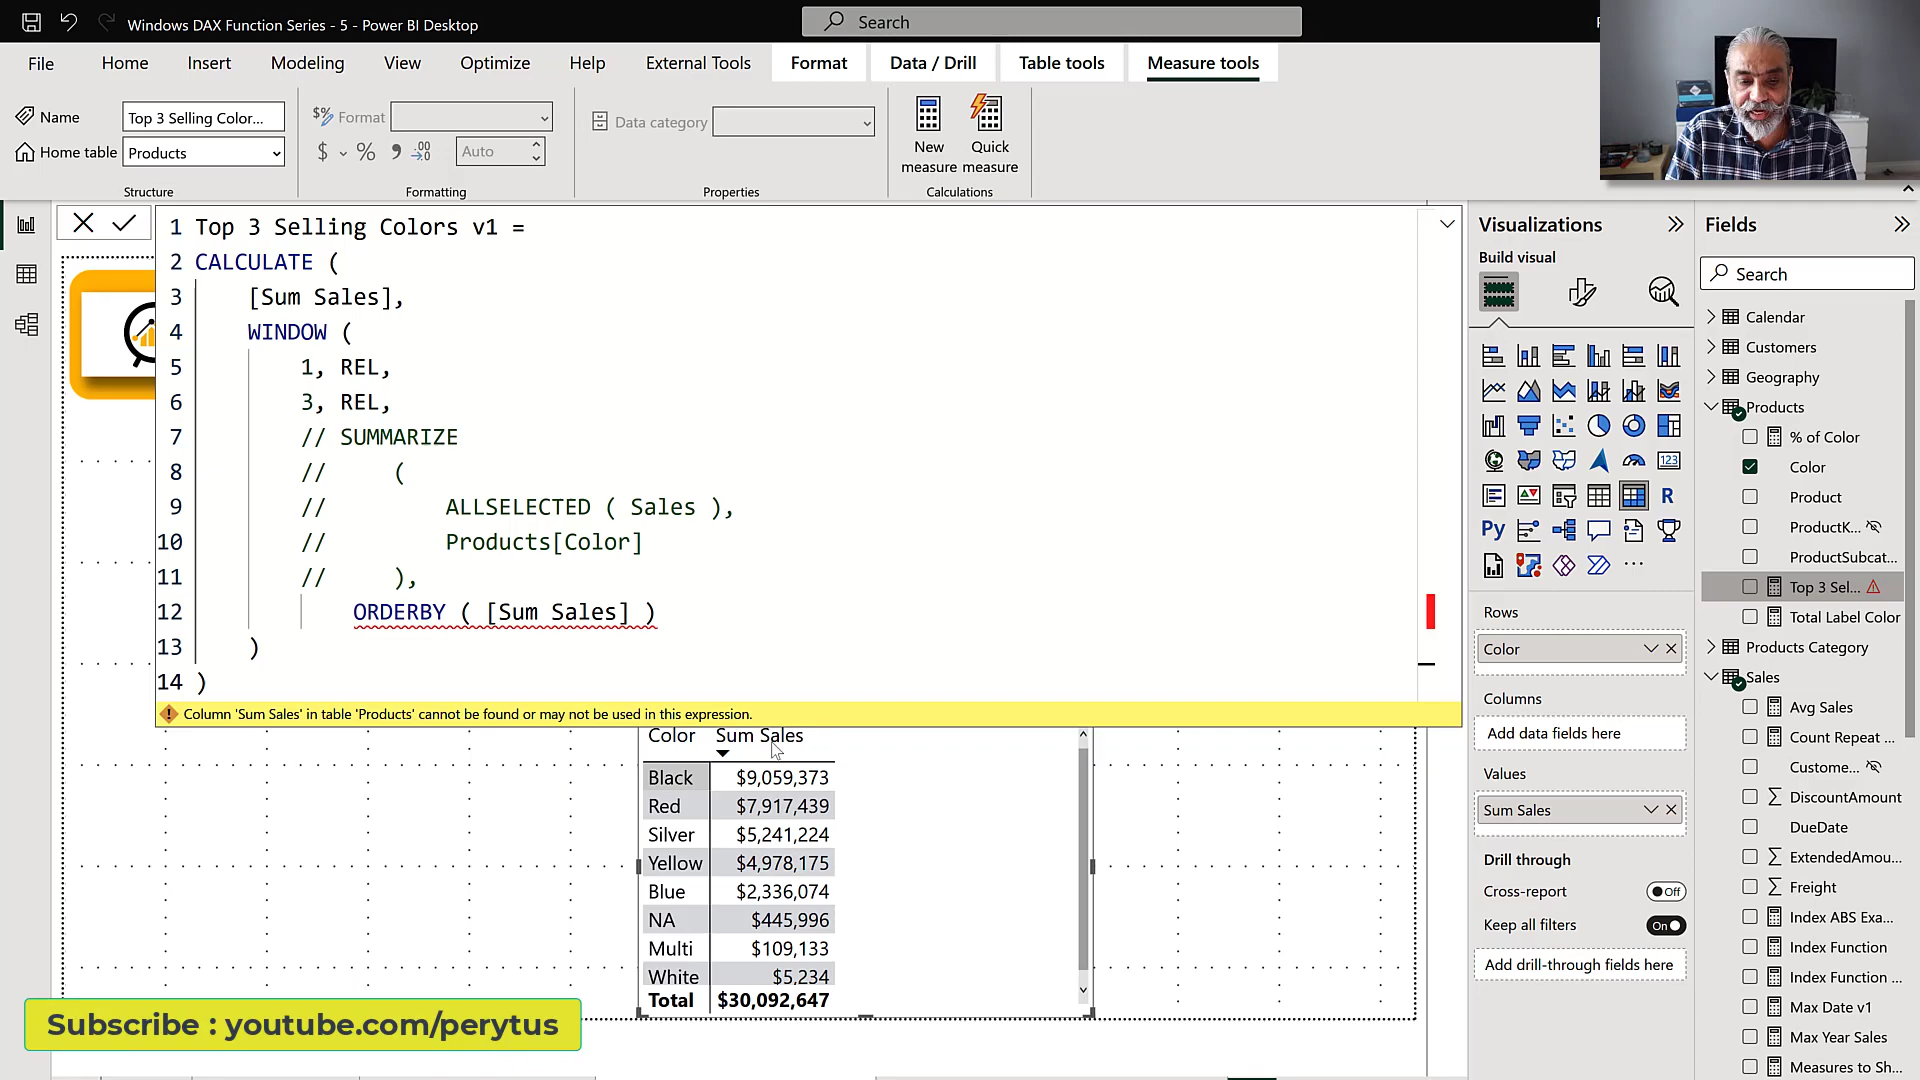 Windows DAX Function Series - 5 - Power BI Desktop
Search
File
Home
Insert
Modeling
View
Optimize
Help
External Tools
Format
Data / Drill
Table tools
Measure tools
Name
Top 3 Selling Color...
Home table
Products
Structure
Format
$ % 9 .00
Auto
Formatting
Data category
Properties
New measure
Quick measure
Calculations
1 Top 3 Selling Colors v1 =
2 CALCULATE (
3 [Sum Sales],
4 WINDOW (
5 1, REL,
6 3, REL,
7 // SUMMARIZE
8 // (
9 // ALLSELECTED ( Sales ),
10 // Products[Color]
11 // ),
12 ORDERBY ( [Sum Sales] )
13 )
14 )
Column 'Sum Sales' in table 'Products' cannot be found or may not be used in this expression.
Color Sum Sales
Black $9,059,373
Red $7,917,439
Silver $5,241,224
Yellow $4,978,175
Blue $2,336,074
NA $445,996
Multi $109,133
White $5,234
Total $30,092,647
Subscribe : youtube.com/perytus
Visualizations
Build visual
123
R
Py
Rows
Color
Columns
Add data fields here
Values
Sum Sales
Drill through
Cross-report
Off
Keep all filters
On
Add drill-through fields here
Fields
Search
Calendar
Customers
Geography
Products
% of Color
Color
Product
ProductK...
ProductSubcat...
Top 3 Sel...
Total Label Color
Products Category
Sales
Avg Sales
Count Repeat ...
Custome...
DiscountAmount
DueDate
ExtendedAmou...
Freight
Index ABS Exa...
Index Function
Index Function ...
Max Date v1
Max Year Sales
Measures to Sh...